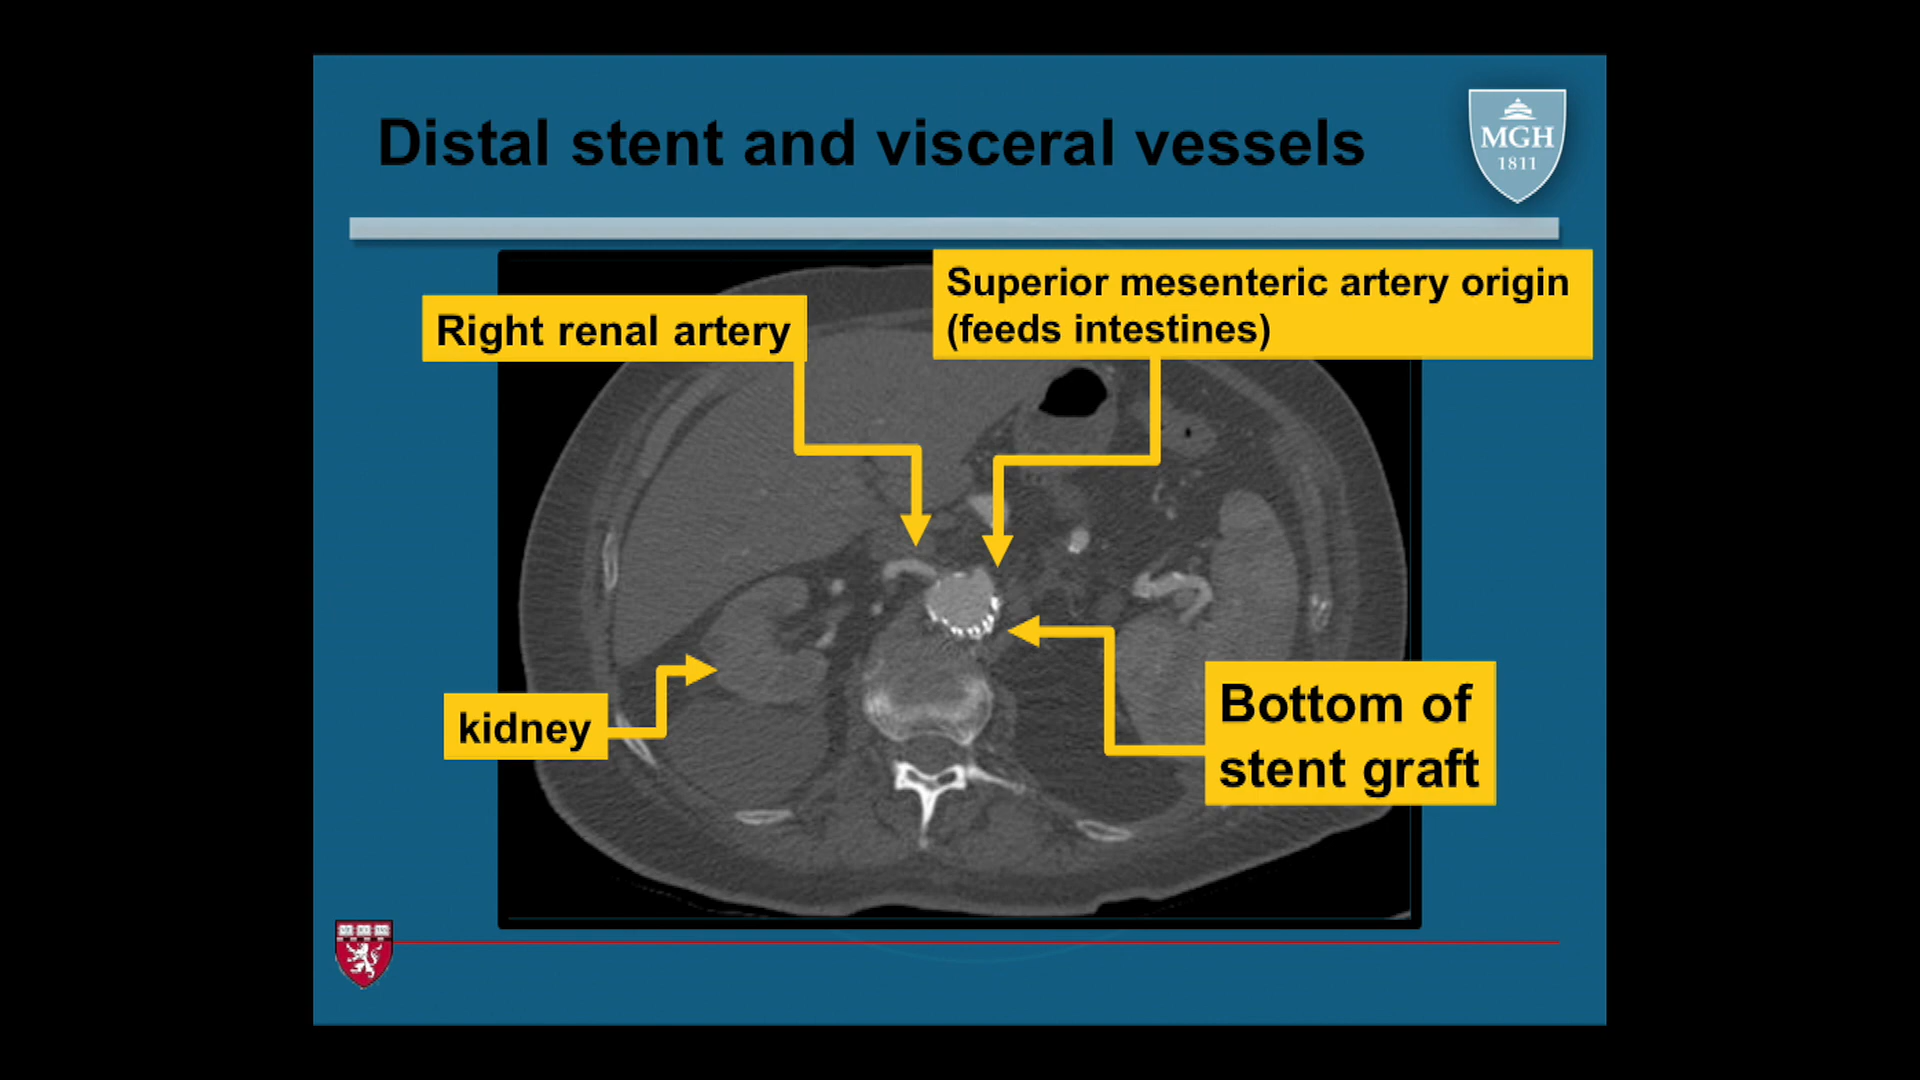 Distal stent and visceral vessels
MGH
1811
Superior mesenteric artery origin
(feeds intestines)
Right renal artery
kidney
Bottom of
stent graft